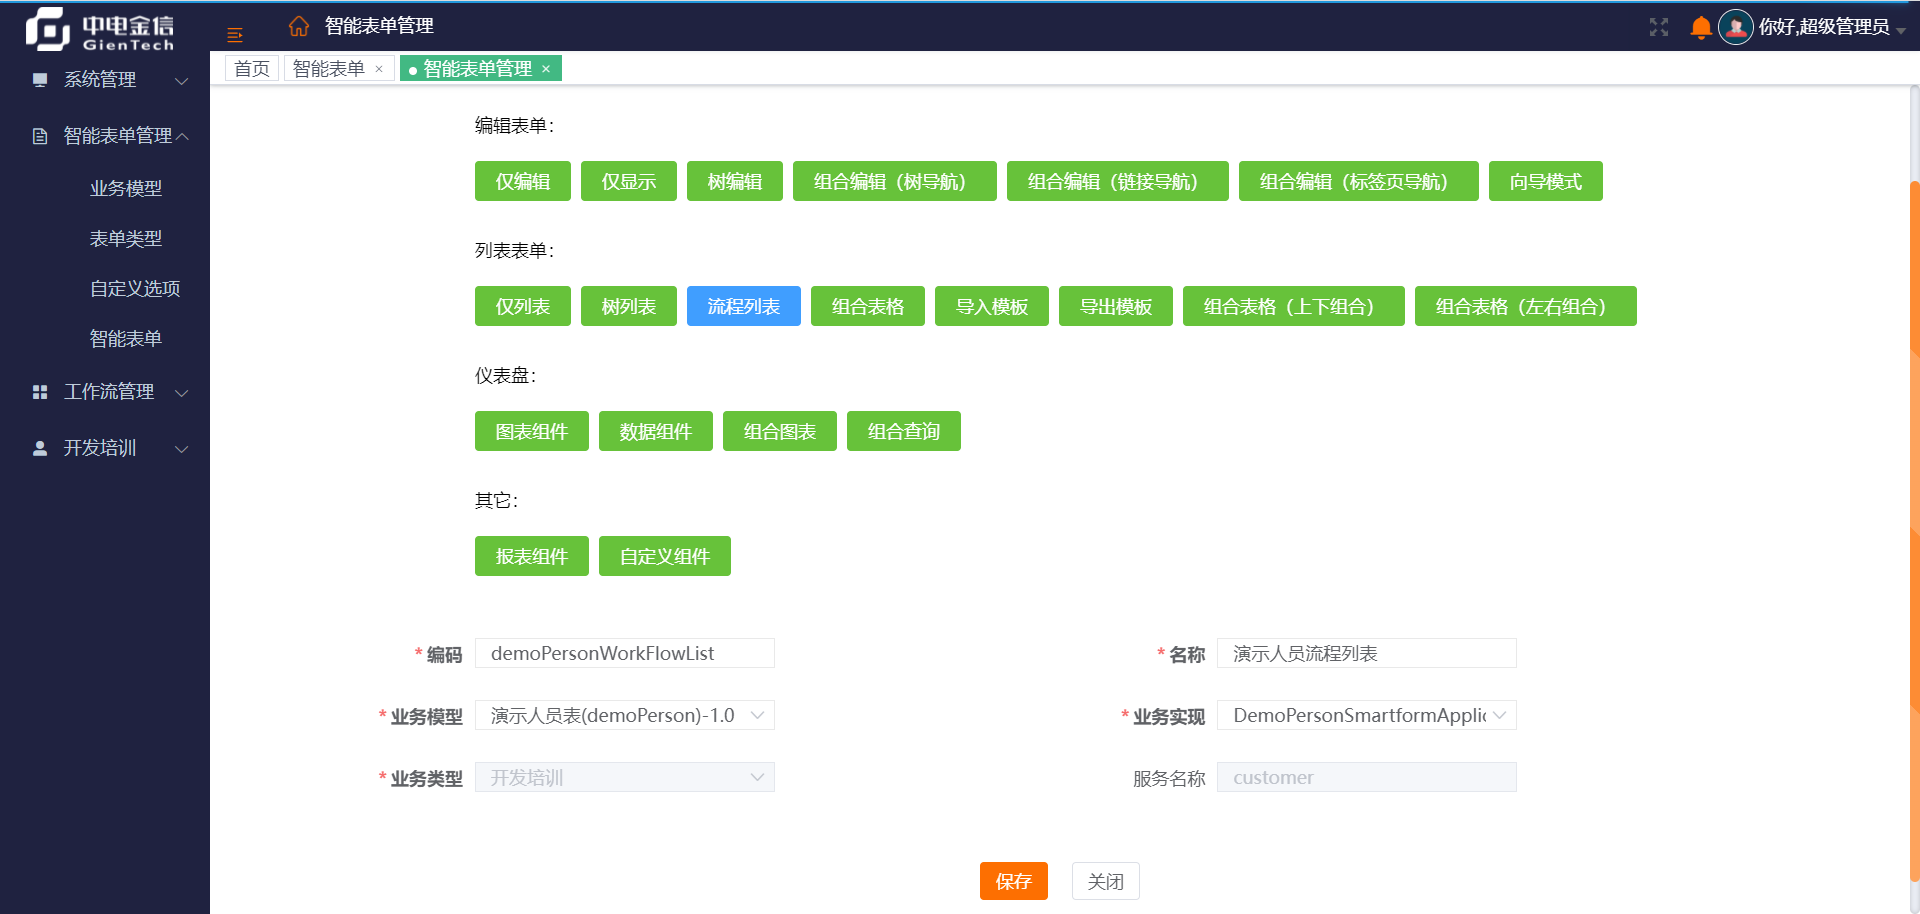 中电金信
GienTech
智能表单管理
你好,超级管理员
首页
智能表单 ×
智能表单管理 ×
系统管理
智能表单管理
业务模型
表单类型
自定义选项
智能表单
工作流管理
开发培训
编辑表单:
仅编辑 仅显示 树编辑 组合编辑（树导航） 组合编辑（链接导航） 组合编辑（标签页导航） 向导模式
列表表单:
仅列表 树列表 流程列表 组合表格 导入模板 导出模板 组合表格（上下组合） 组合表格（左右组合）
仪表盘:
图表组件 数据组件 组合图表 组合查询
其它:
报表组件 自定义组件
* 编码 demoPersonWorkFlowList
* 名称 演示人员流程列表
* 业务模型 演示人员表(demoPerson)-1.0
* 业务实现 DemoPersonSmartformApplic
* 业务类型 开发培训
服务名称 customer
保存 关闭